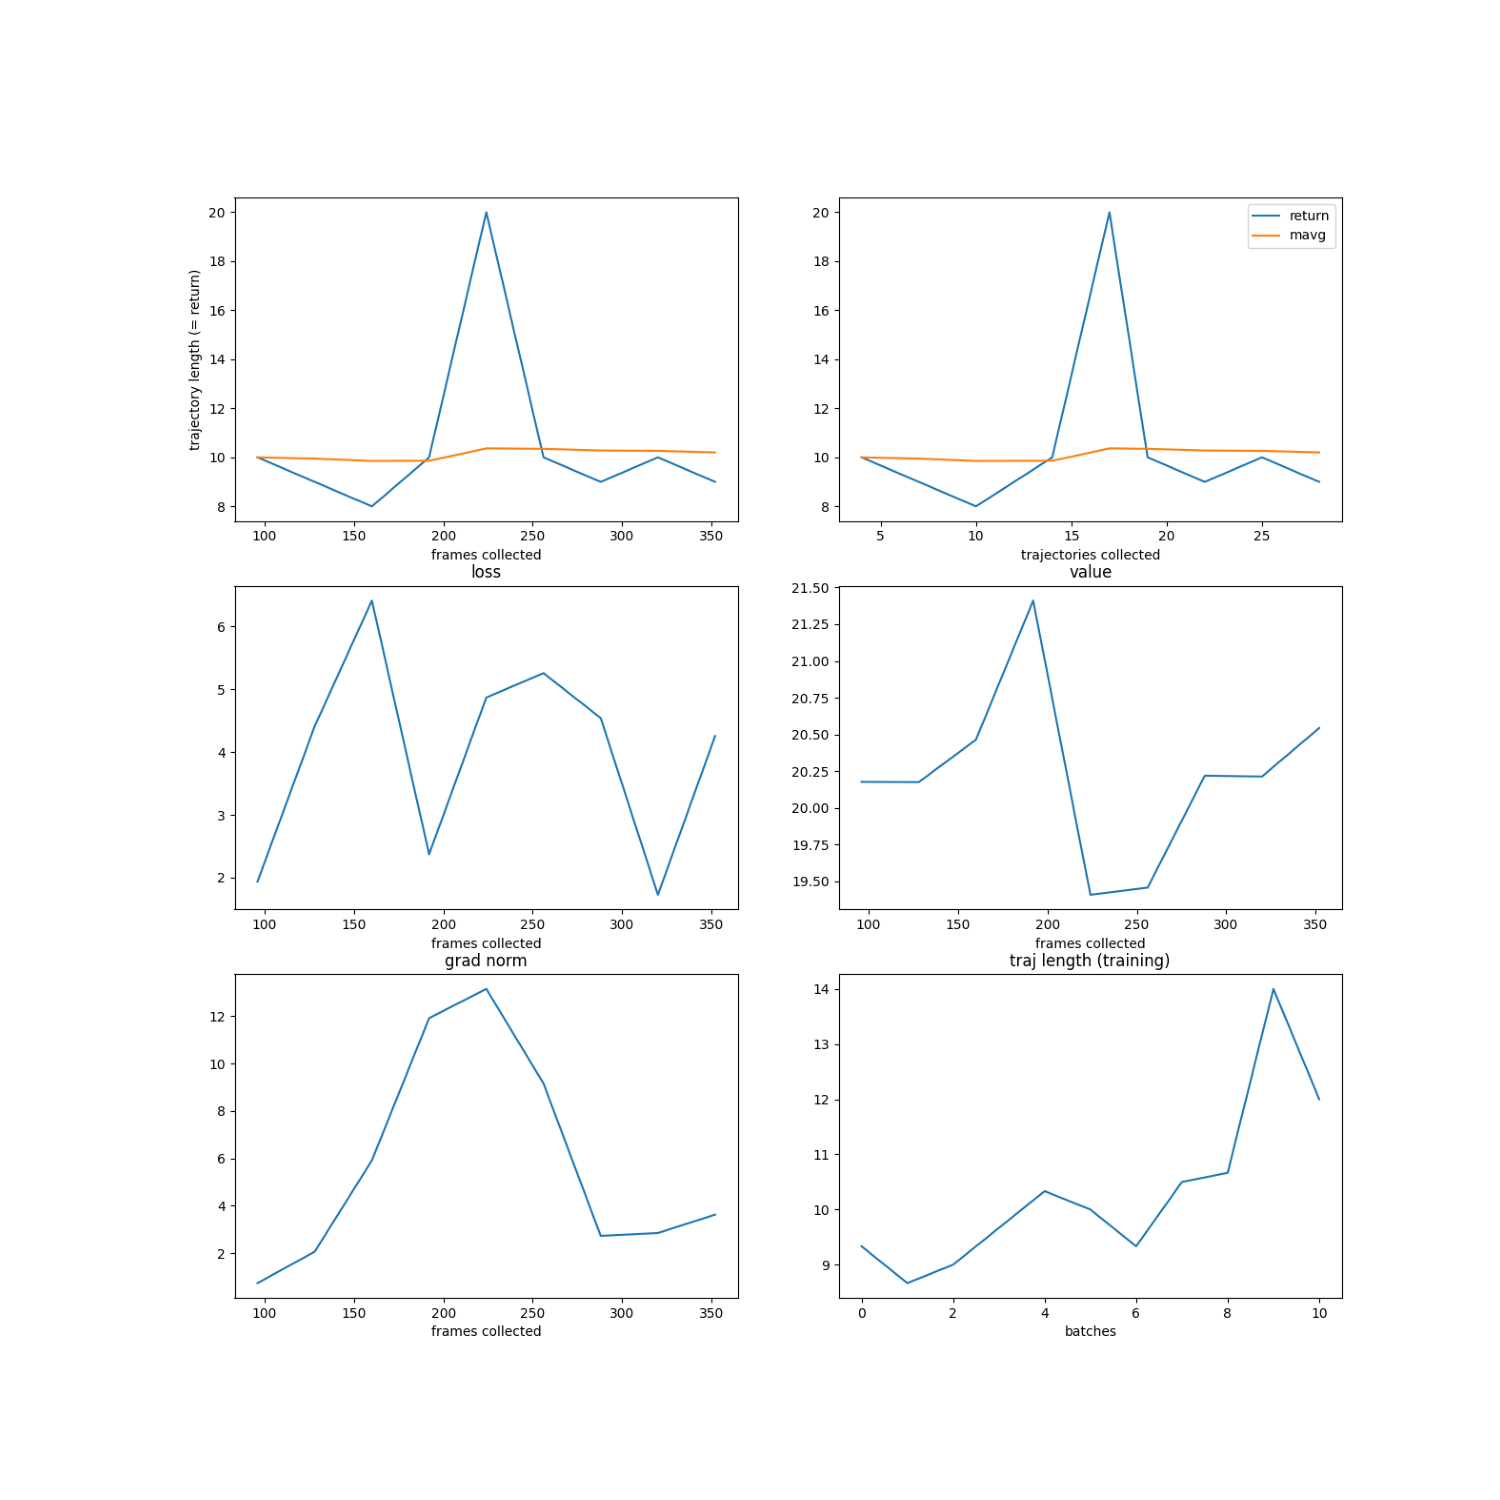 20
18
16
14
12
10
8
trajectory length (= return)
100 150 200 250 300 350
frames collected
20
18
16
14
12
10
8
return
mavg
5 10 15 20 25
trajectories collected
loss
6
5
4
3
2
100 150 200 250 300 350
frames collected
value
21.50
21.25
21.00
20.75
20.50
20.25
20.00
19.75
19.50
100 150 200 250 300 350
frames collected
grad norm
12
10
8
6
4
2
100 150 200 250 300 350
frames collected
traj length (training)
14
13
12
11
10
9
0 2 4 6 8 10
batches